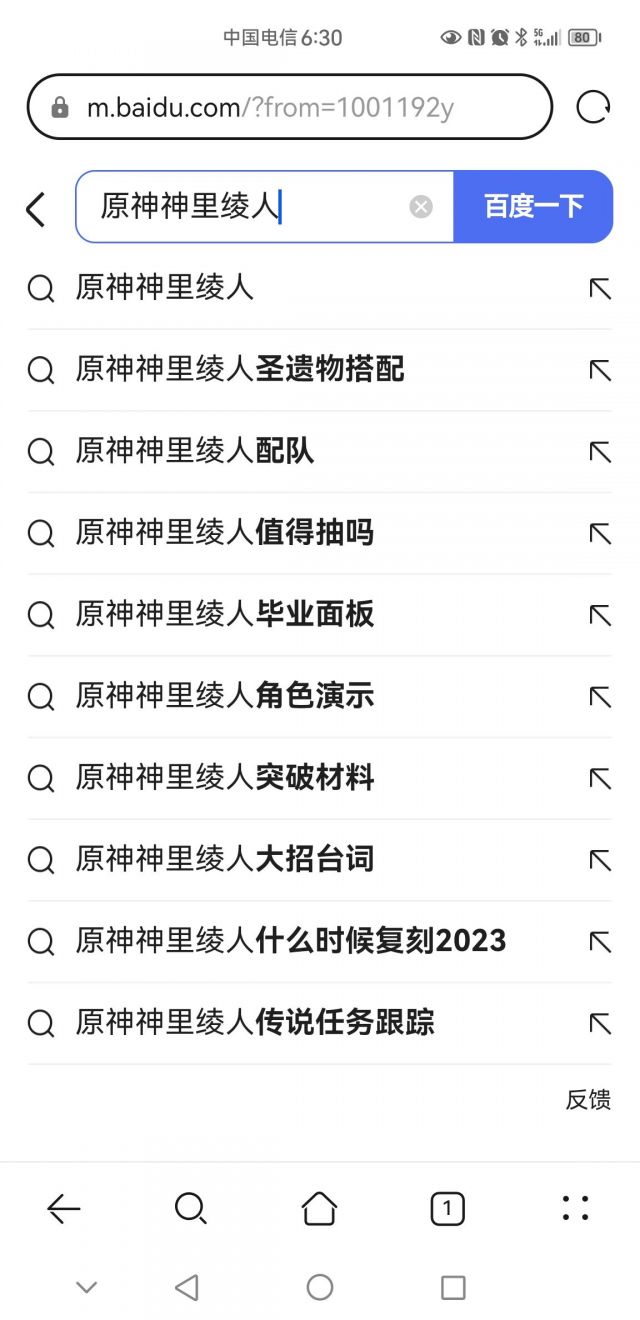 中国电信6:30
5G
80
m.baidu.com/?from=1001192y
原神神里绫人
百度一下
原神神里绫人
原神神里绫人圣遗物搭配
原神神里绫人配队
原神神里绫人值得抽吗
原神神里绫人毕业面板
原神神里绫人角色演示
原神神里绫人突破材料
原神神里绫人大招台词
原神神里绫人什么时候复刻2023
原神神里绫人传说任务跟踪
反馈
1